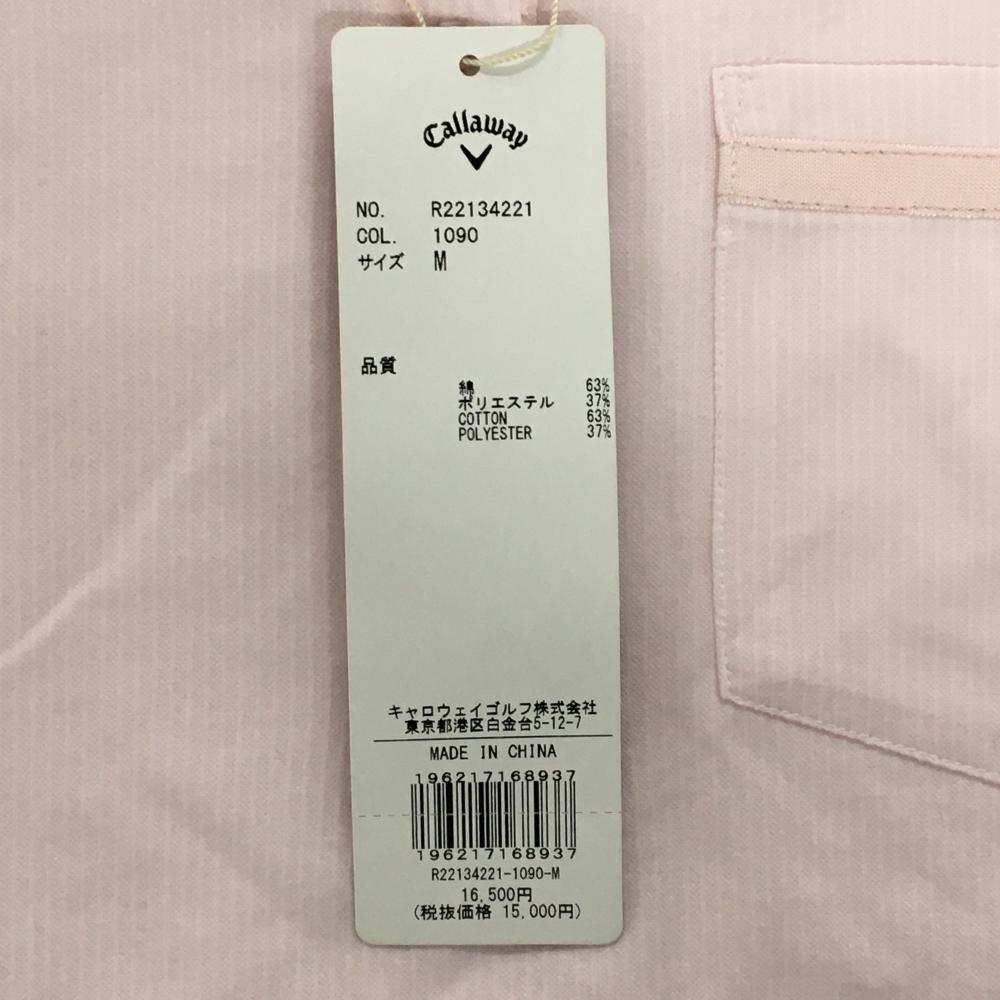 Callaway
NO. R22134221
COL. 1090
サイズ M
品質
綿 63%
ポリエステル 37%
COTTON 63%
POLYESTER 37%
キャロウェイゴルフ株式会社
東京都港区白金台5-12-7
MADE IN CHINA
196217168937
196217168937
R22134221-1090-M
16,500円
(税抜価格 15,000円)